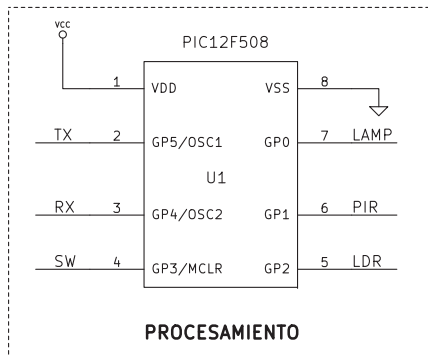 VCC
PIC12F508
1 VDD VSS 8
TX 2 GP5/OSC1 GP0 7 LAMP
U1
RX 3 GP4/OSC2 GP1 6 PIR
SW 4 GP3/MCLR GP2 5 LDR
PROCESAMIENTO